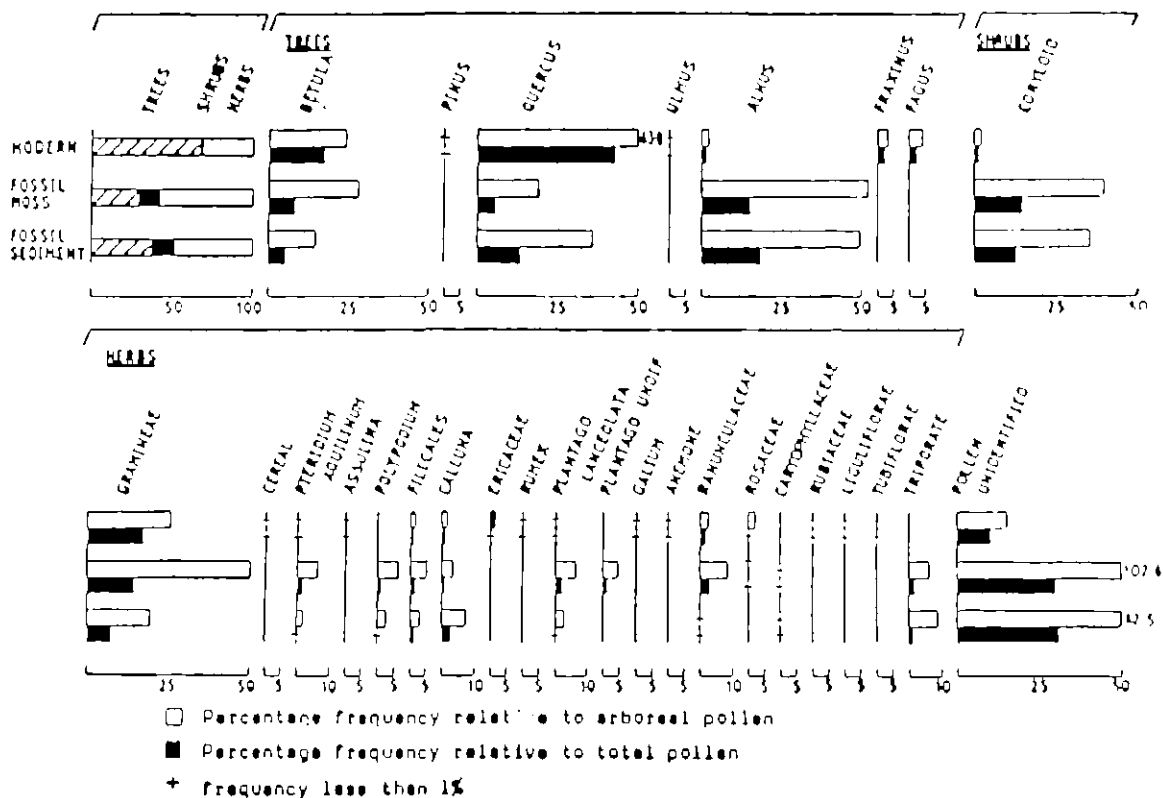 TREES
SHRUBS
TREES
SHRUBS
HERBS
BETULA
PINUS
QUERCUS
ULMUS
ALNUS
FRAXINUS
FAGUS
CORYLOID
MODERN
FOSSIL
MOSS
FOSSIL
SEDIMENT
50 100 25 50 5 25 50 5 25 50 5 5 25 50
HERBS
GRAMINEAE
CEREAL
PTERIDIUM
AQUILINUM
ASSULINA
POLYPODIUM
FILICALES
CALLUNA
ERICACEAE
RUMEX
PLANTAGO
LANCEOLATA
PLANTAGO UNDIF
GALIUM
ANEMONE
RANUNCULACEAE
ROSACEAE
CARYOPHYLLACEAE
RUBIACEAE
LIGULIFLORAE
TUBIFLORAE
TRIPORATE
POLLEN
UNIDENTIFIED
25 50 5 10 5 5 5 10 5 5 10 5 5 5 10 5 5 5 5 5 10 25 50
Percentage frequency relative to arboreal pollen
Percentage frequency relative to total pollen
+ frequency less than 1%